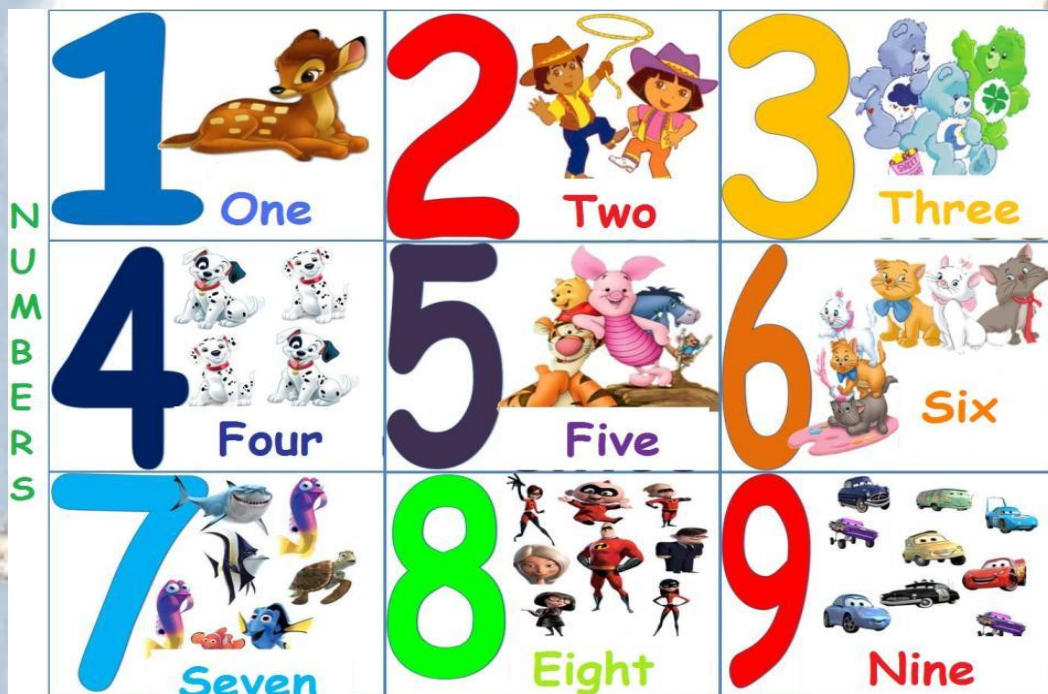 NUMBERS
1
One
2
Two
3
Three
4
Four
5
Five
6
Six
7
Seven
8
Eight
9
Nine